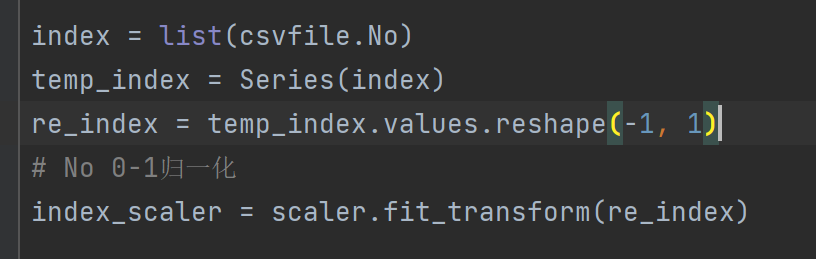 index = list(csvfile.No)
temp_index = Series(index)
re_index = temp_index.values.reshape(-1, 1)
# No 0-1归一化
index_scaler = scaler.fit_transform(re_index)